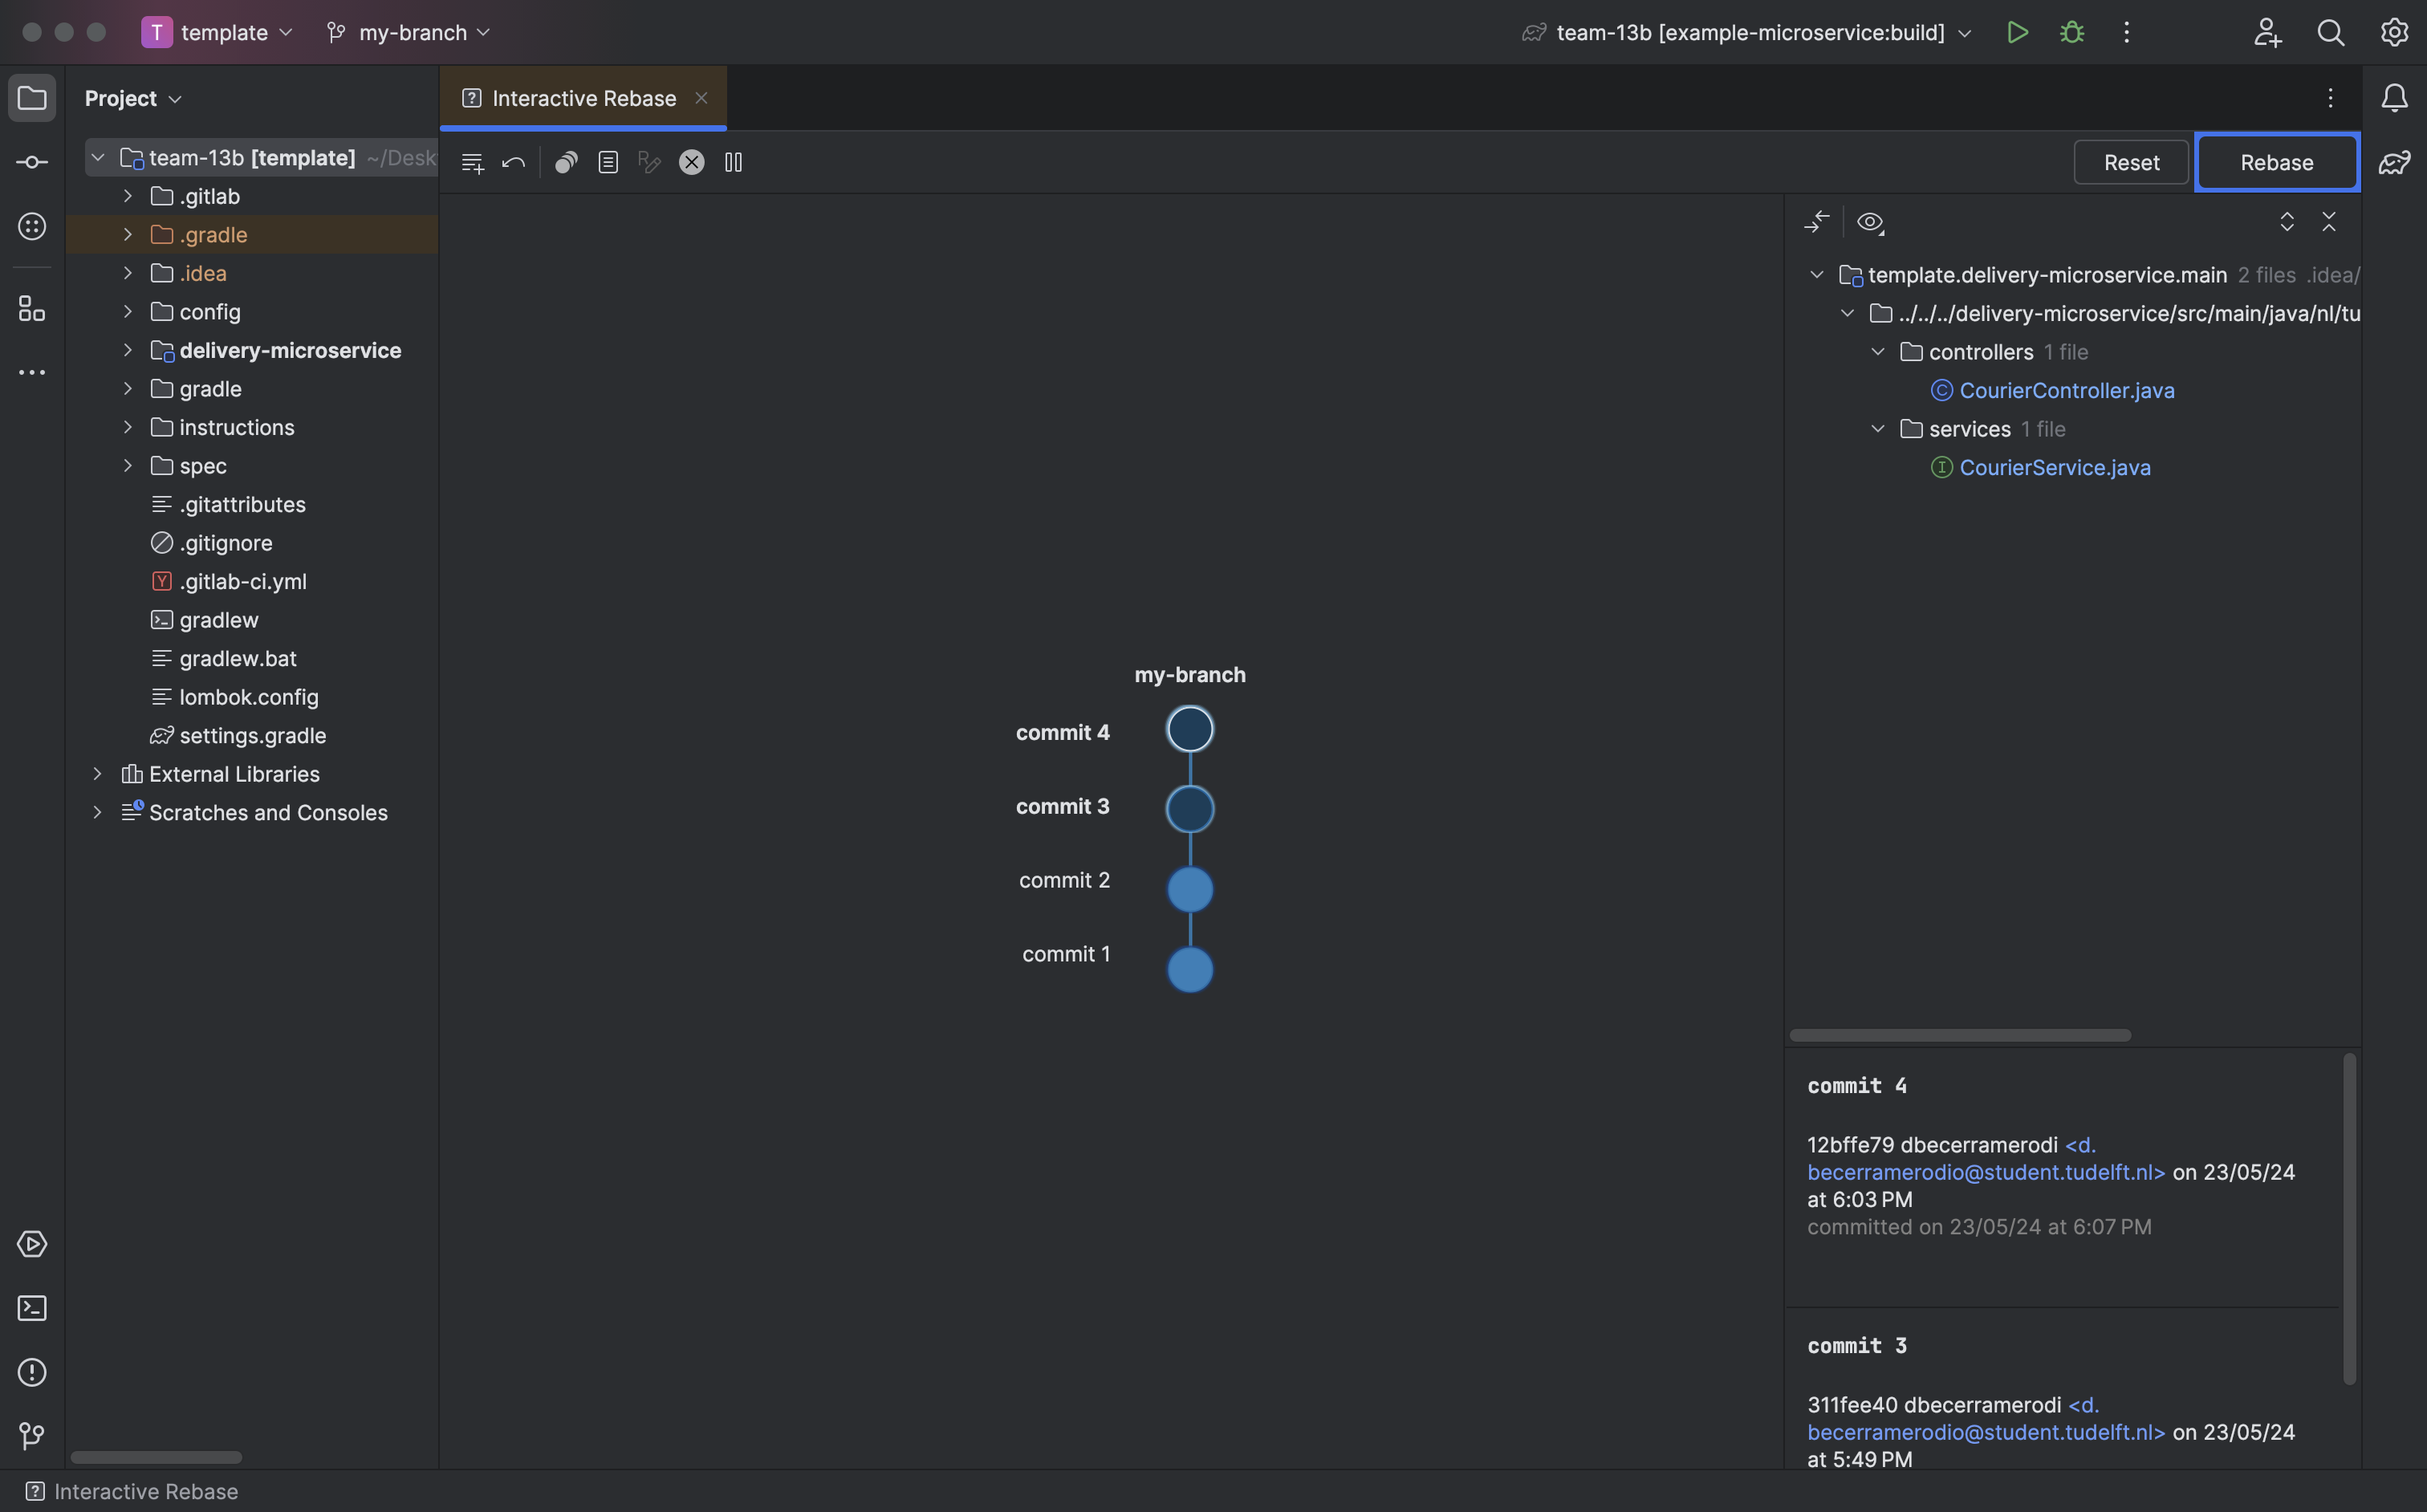 T template my-branch team-13b [example-microservice:build]
Project
Interactive Rebase
team-13b [template] ~/Desk
.gitlab
.gradle
.idea
config
delivery-microservice
gradle
instructions
spec
.gitattributes
.gitignore
Y .gitlab-ci.yml
gradlew
gradlew.bat
lombok.config
settings.gradle
External Libraries
Scratches and Consoles
Reset Rebase
my-branch
commit 4
commit 3
commit 2
commit 1
template.delivery-microservice.main 2 files .idea/
../../../delivery-microservice/src/main/java/nl/tu
controllers 1 file
C CourierController.java
services 1 file
I CourierService.java
commit 4
12bffe79 dbecerramerodi <d.
becerramerodio@student.tudelft.nl> on 23/05/24
at 6:03 PM
committed on 23/05/24 at 6:07 PM
commit 3
311fee40 dbecerramerodi <d.
becerramerodio@student.tudelft.nl> on 23/05/24
at 5:49 PM
Interactive Rebase